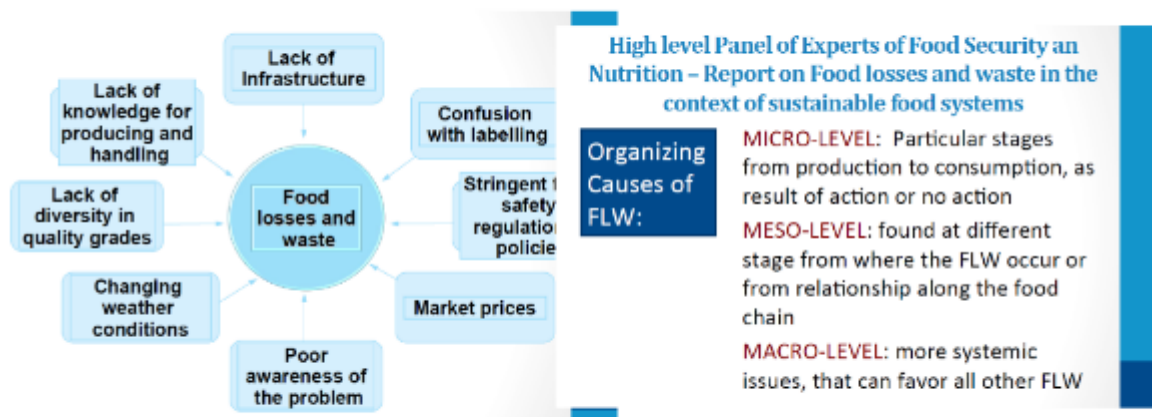 Lack of
Infrastructure
Lack of
knowledge for
producing and
handling
Confusion
with labelling
Lack of
diversity in
quality grades
Food
losses and
waste
Stringent f
safety
regulation
policie
Changing
weather
conditions
Market prices
Poor
awareness of
the problem
High level Panel of Experts of Food Security an
Nutrition – Report on Food losses and waste in the
context of sustainable food systems
Organizing
Causes of
FLW:
MICRO-LEVEL: Particular stages
from production to consumption, as
result of action or no action
MESO-LEVEL: found at different
stage from where the FLW occur or
from relationship along the food
chain
MACRO-LEVEL: more systemic
issues, that can favor all other FLW